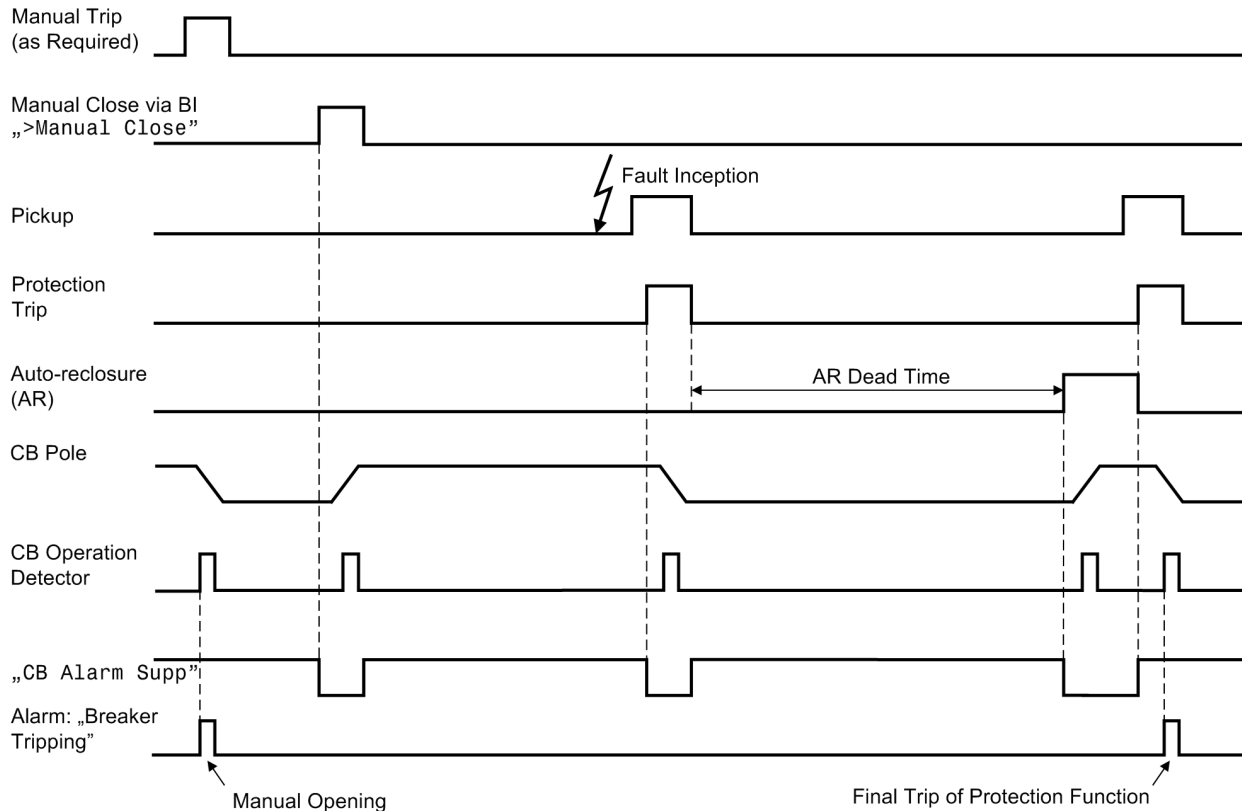 Manual Trip
(as Required)
Manual Close via BI
„>Manual Close”
Fault Inception
Pickup
Protection
Trip
Auto-reclosure
(AR)
AR Dead Time
CB Pole
CB Operation
Detector
„CB Alarm Supp”
Alarm: „Breaker
Tripping”
Manual Opening
Final Trip of Protection Function